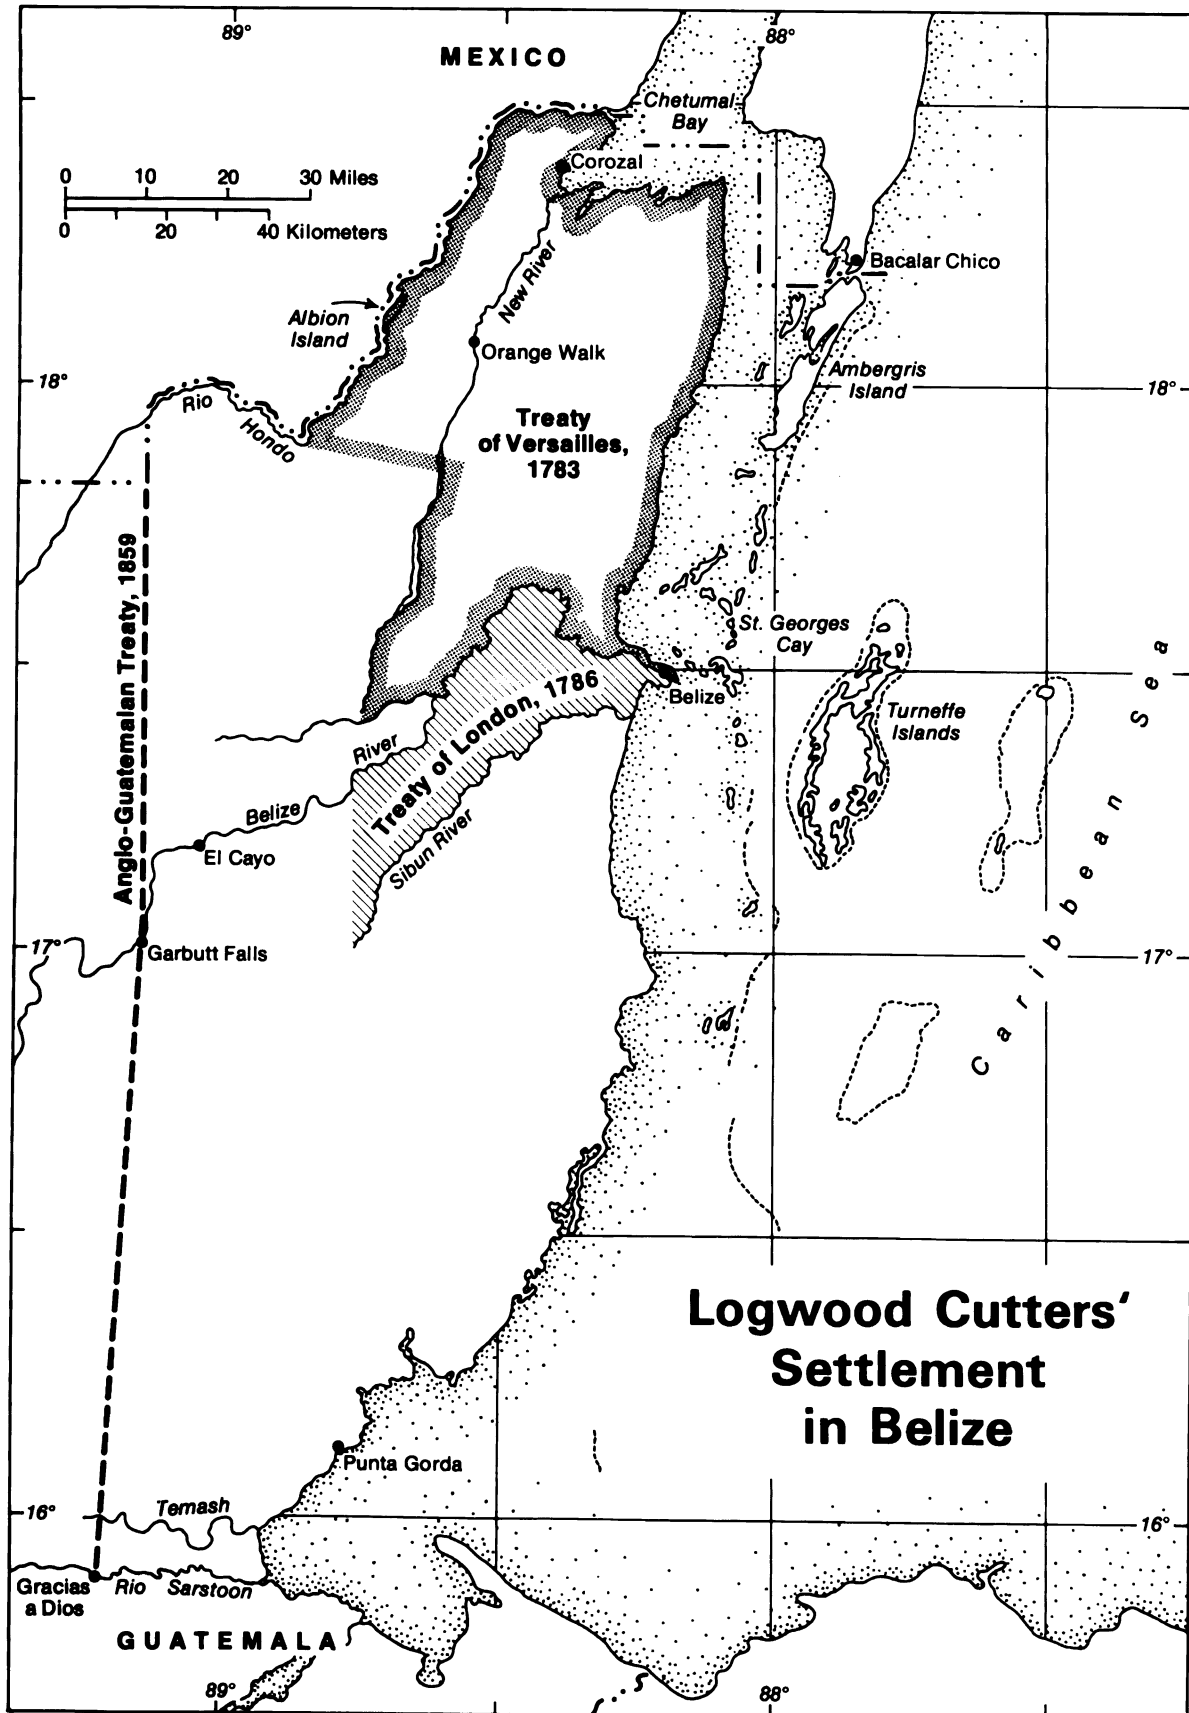 89°
88°
MEXICO
Chetumal
Bay
Corozal
0 10 20 30 Miles
0 20 40 Kilometers
Bacalar Chico
New River
Albion
Island
Orange Walk
Ambergris
Island
18°
18°
Rio
Hondo
Treaty
of Versailles,
1783
Anglo-Guatemalan Treaty, 1859
St. Georges
Cay
Belize
Treaty of London, 1786
Turneffe
Islands
River
Belize
Sibun River
El Cayo
Caribbean Sea
17°
Garbutt Falls
17°
Logwood Cutters'
Settlement
in Belize
Punta Gorda
16°
Temash
16°
Gracias
a Dios
Rio Sarstoon
GUATEMALA
89°
88°